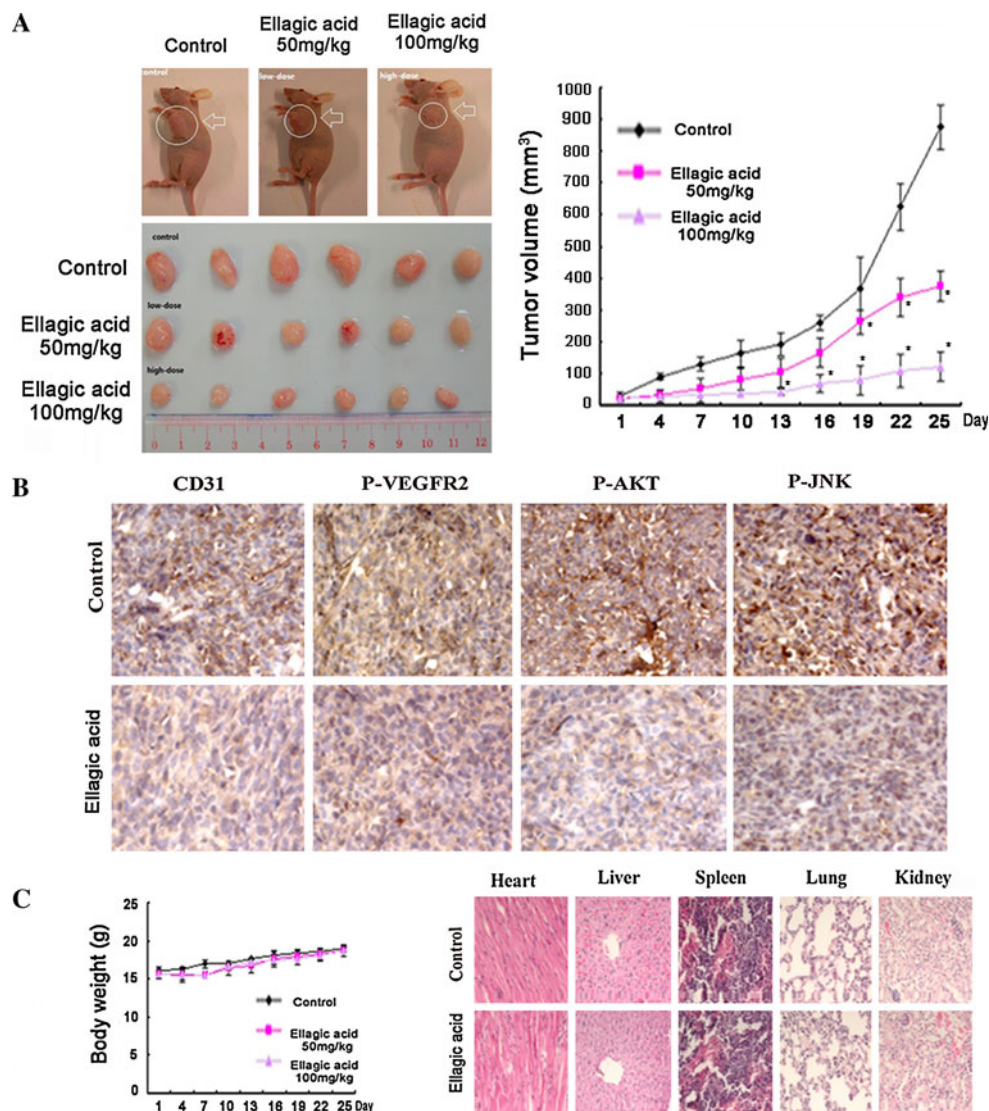 A
Control
Ellagic acid
50mg/kg
Ellagic acid
100mg/kg
control
low-dose
high-dose
control
Control
low-dose
Ellagic acid
50mg/kg
high-dose
Ellagic acid
100mg/kg
0 1 2 3 4 5 6 7 8 9 10 11 12
Tumor volume (mm³)
1000
900
800
700
600
500
400
300
200
100
0
Control
Ellagic acid
50mg/kg
Ellagic acid
100mg/kg
* * * * * * * *
1 4 7 10 13 16 19 22 25 Day
B
CD31 P-VEGFR2 P-AKT P-JNK
Control
Ellagic acid
C
Body weight (g)
25
20
15
10
5
0
Control
Ellagic acid
50mg/kg
Ellagic acid
100mg/kg
1 4 7 10 13 16 19 22 25 Day
Heart Liver Spleen Lung Kidney
Control
Ellagic acid